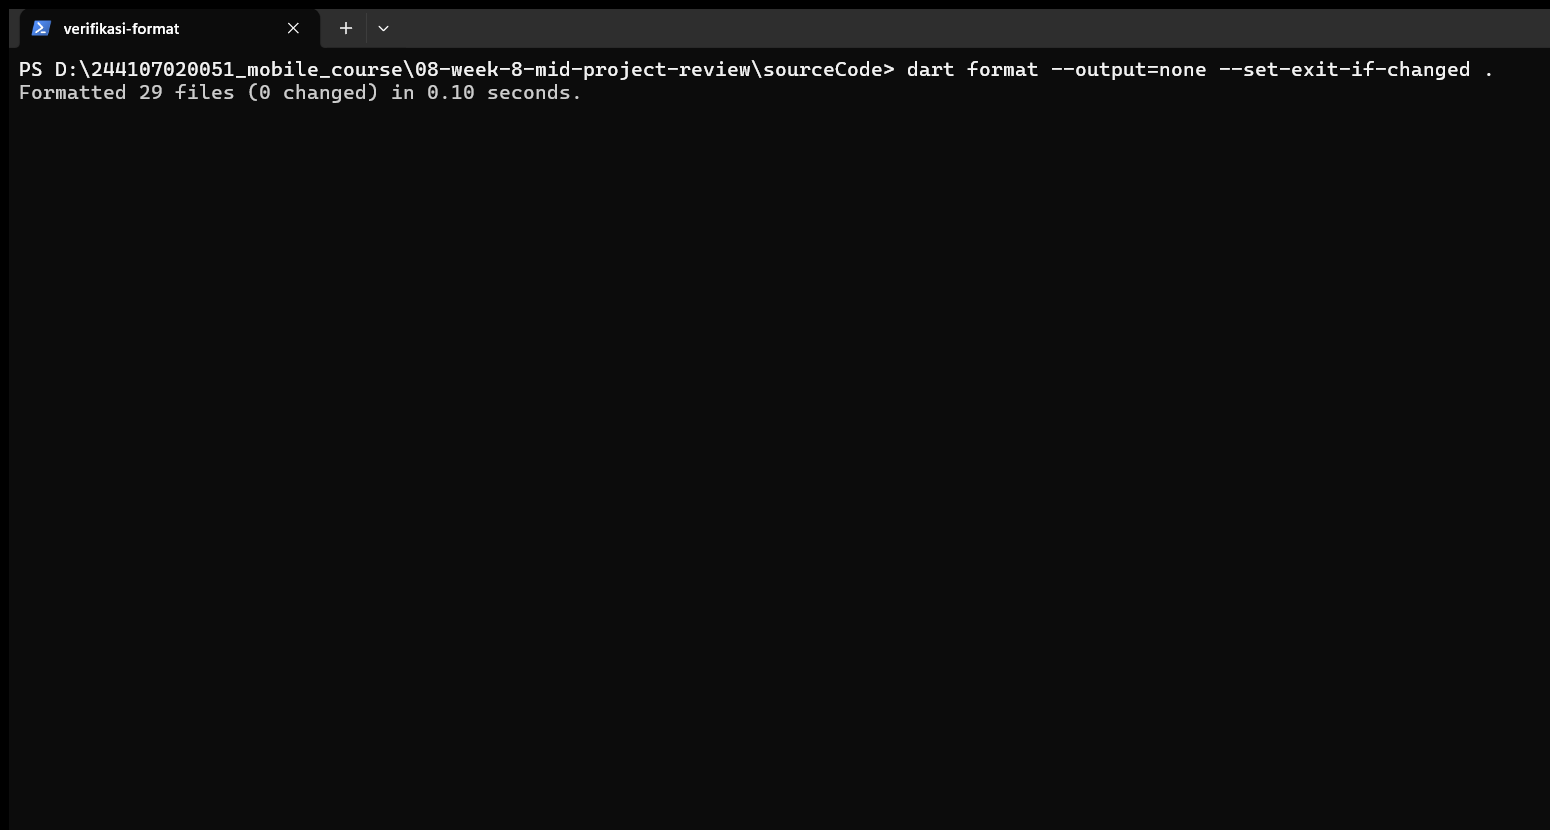 verifikasi-format
PS D:\244107020051_mobile_course\08-week-8-mid-project-review\sourceCode> dart format --output=none --set-exit-if-changed .
Formatted 29 files (0 changed) in 0.10 seconds.